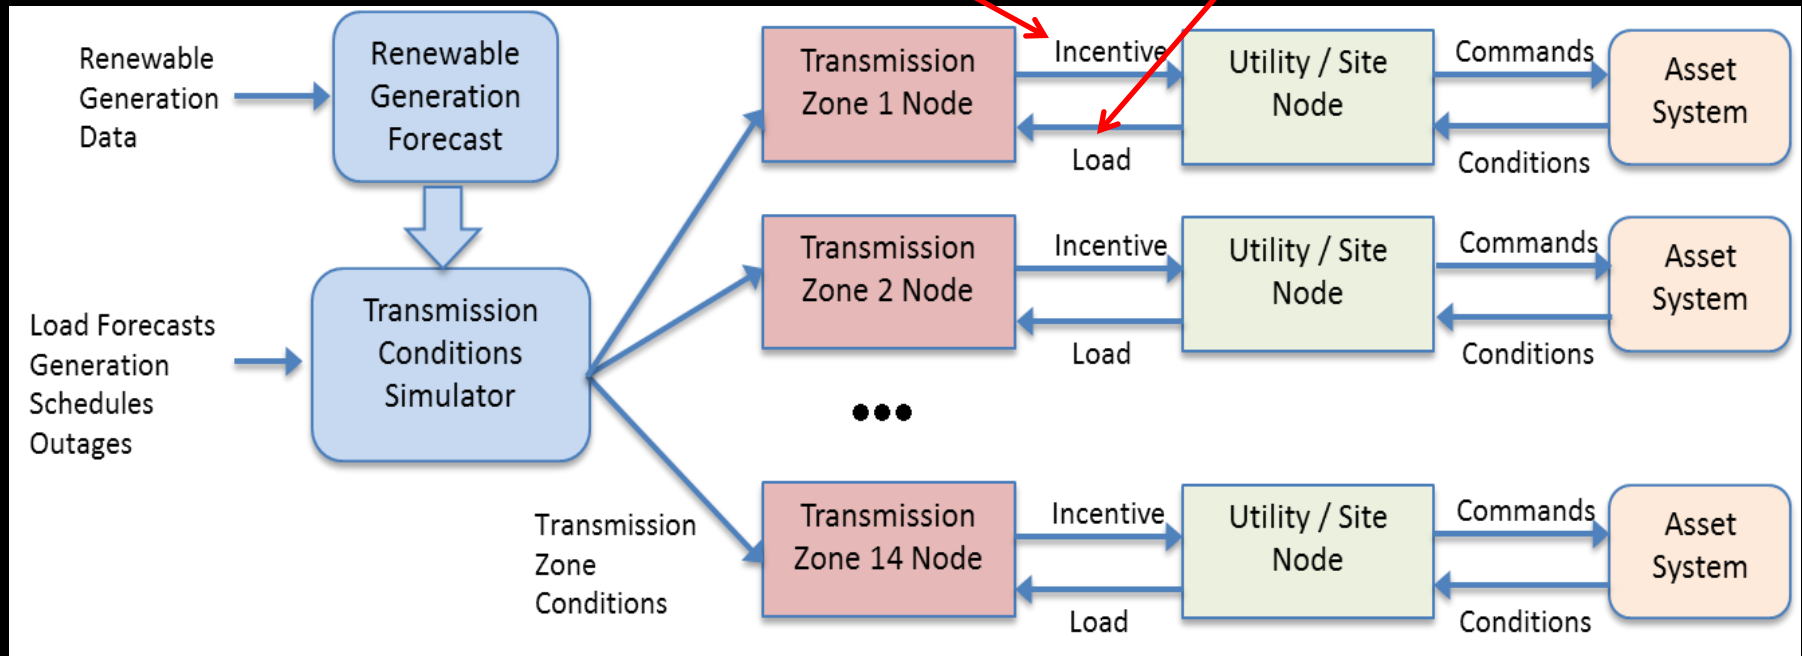 Renewable
Generation
Data
Renewable
Generation
Forecast
Load Forecasts
Generation
Schedules
Outages
Transmission
Conditions
Simulator
Transmission
Zone
Conditions
Transmission
Zone 1 Node
Incentive
Load
Utility / Site
Node
Commands
Conditions
Asset
System
Transmission
Zone 2 Node
Incentive
Load
Utility / Site
Node
Commands
Conditions
Asset
System
•••
Transmission
Zone 14 Node
Incentive
Load
Utility / Site
Node
Commands
Conditions
Asset
System